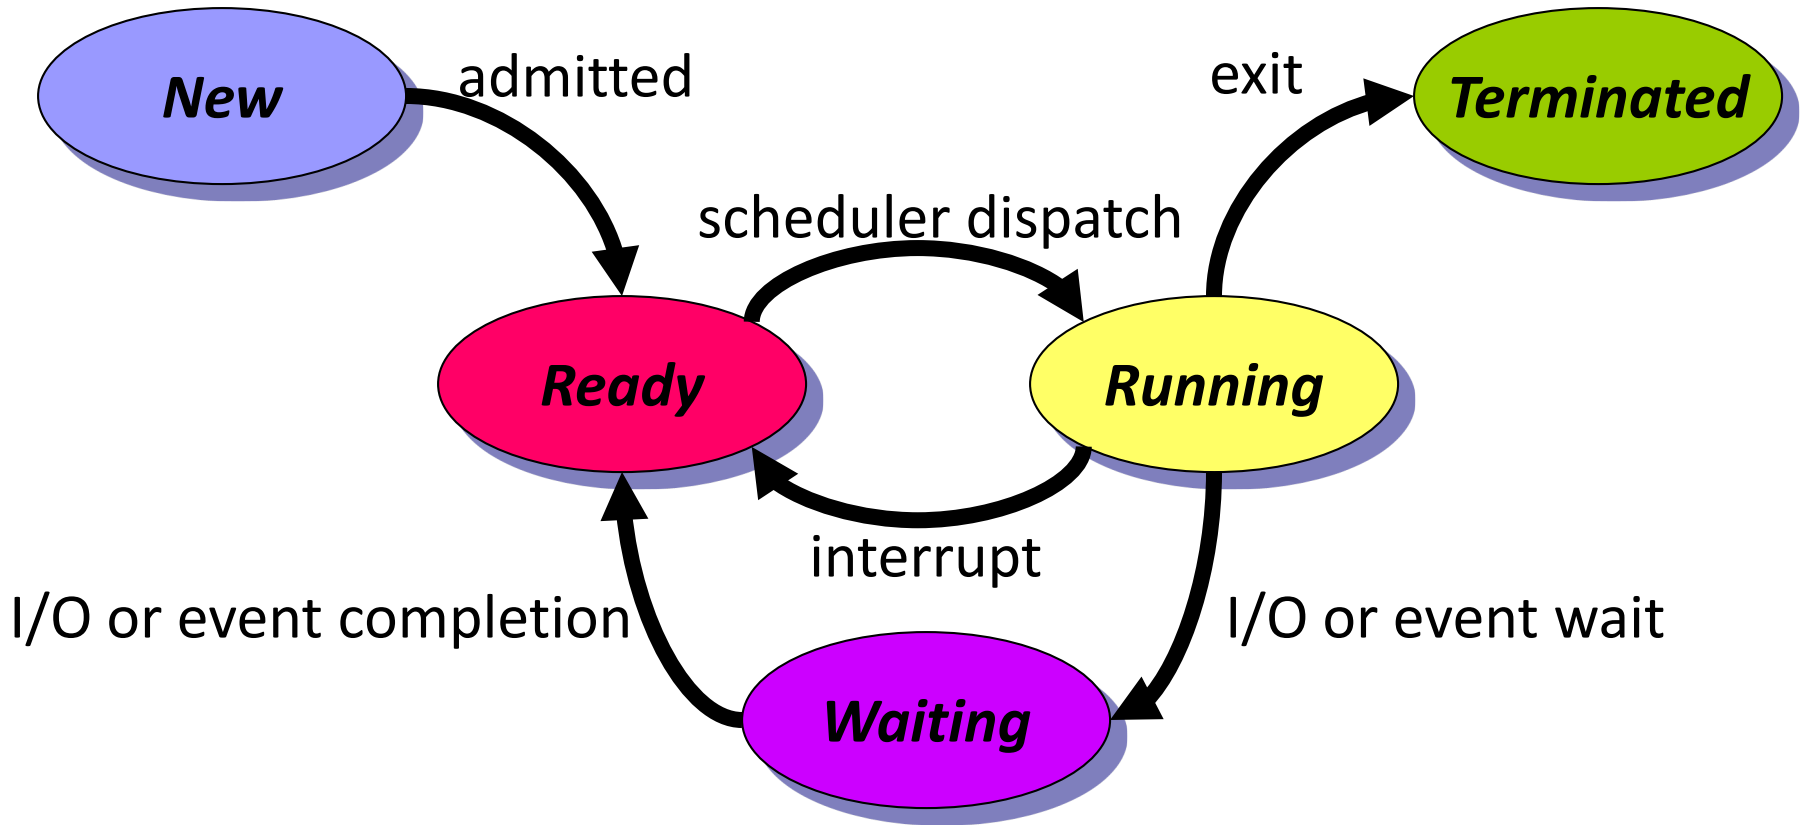 New
admitted
exit
Terminated
scheduler dispatch
Ready
Running
interrupt
I/O or event completion
I/O or event wait
Waiting